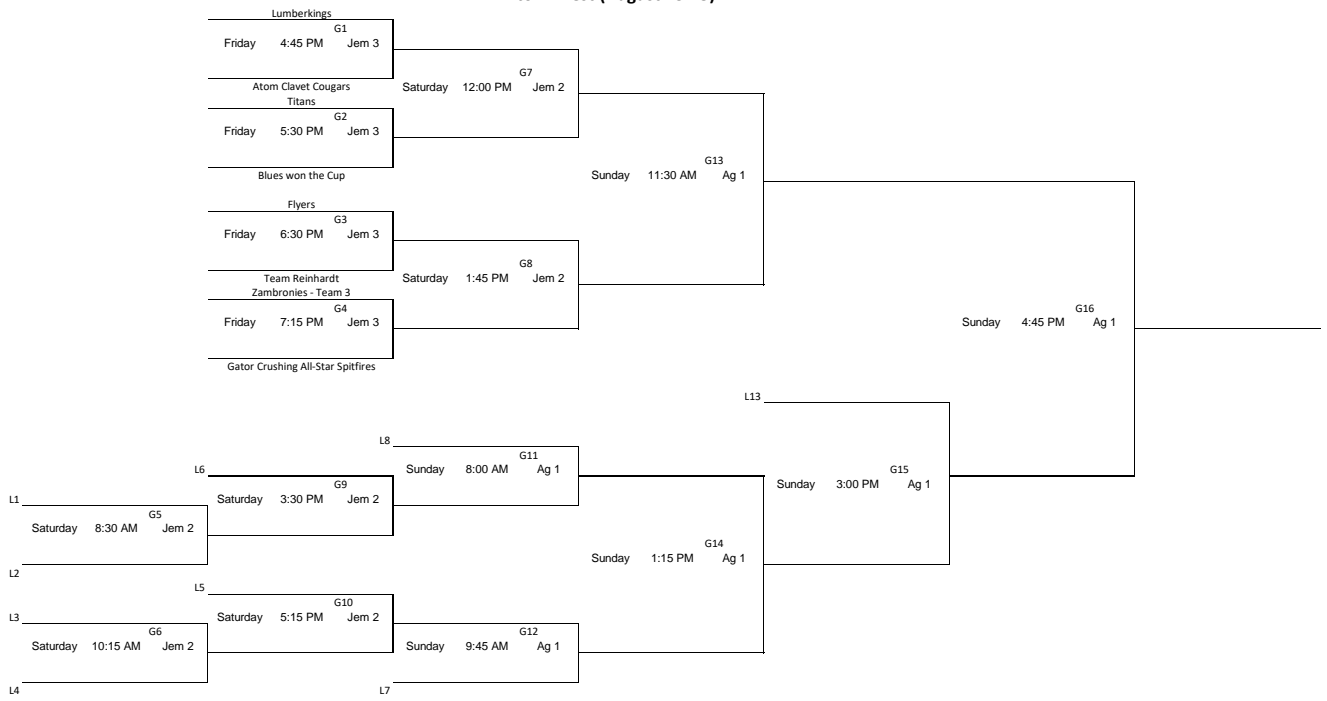 Lumberkings
G1
Friday 4:45 PM Jem 3
Atom Clavet Cougars
Titans
G2
Friday 5:30 PM Jem 3
Blues won the Cup
Flyers
G3
Friday 6:30 PM Jem 3
Team Reinhardt
Zambronies - Team 3
G4
Friday 7:15 PM Jem 3
Gator Crushing All-Star Spitfires
G7
Saturday 12:00 PM Jem 2
G8
Saturday 1:45 PM Jem 2
G13
Sunday 11:30 AM Ag 1
G16
Sunday 4:45 PM Ag 1
L1
G5
Saturday 8:30 AM Jem 2
L2
L3
G6
Saturday 10:15 AM Jem 2
L4
L6
G9
Saturday 3:30 PM Jem 2
L5
G10
Saturday 5:15 PM Jem 2
L8
G11
Sunday 8:00 AM Ag 1
G12
Sunday 9:45 AM Ag 1
L7
G14
Sunday 1:15 PM Ag 1
L13
G15
Sunday 3:00 PM Ag 1